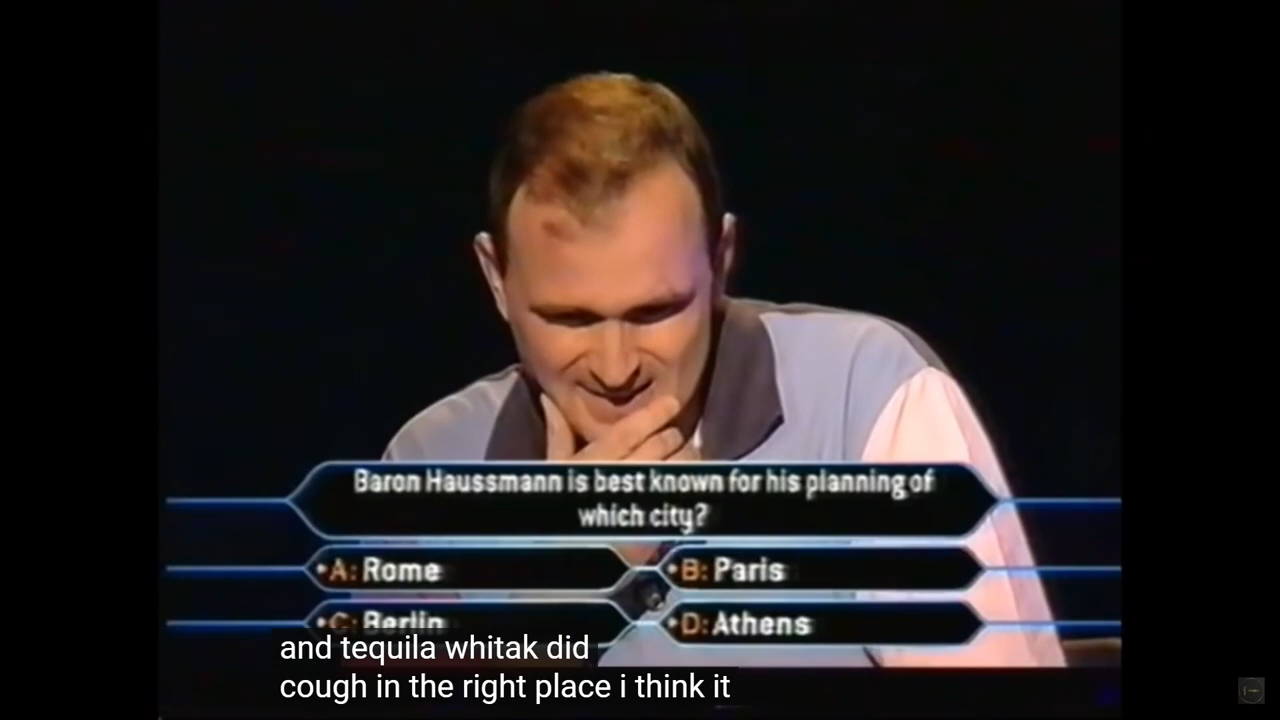 Baron Haussmann is best known for his planning of
which city?
•A: Rome
•B: Paris
•C: Berlin
•D: Athens
and tequila whitak did
cough in the right place i think it